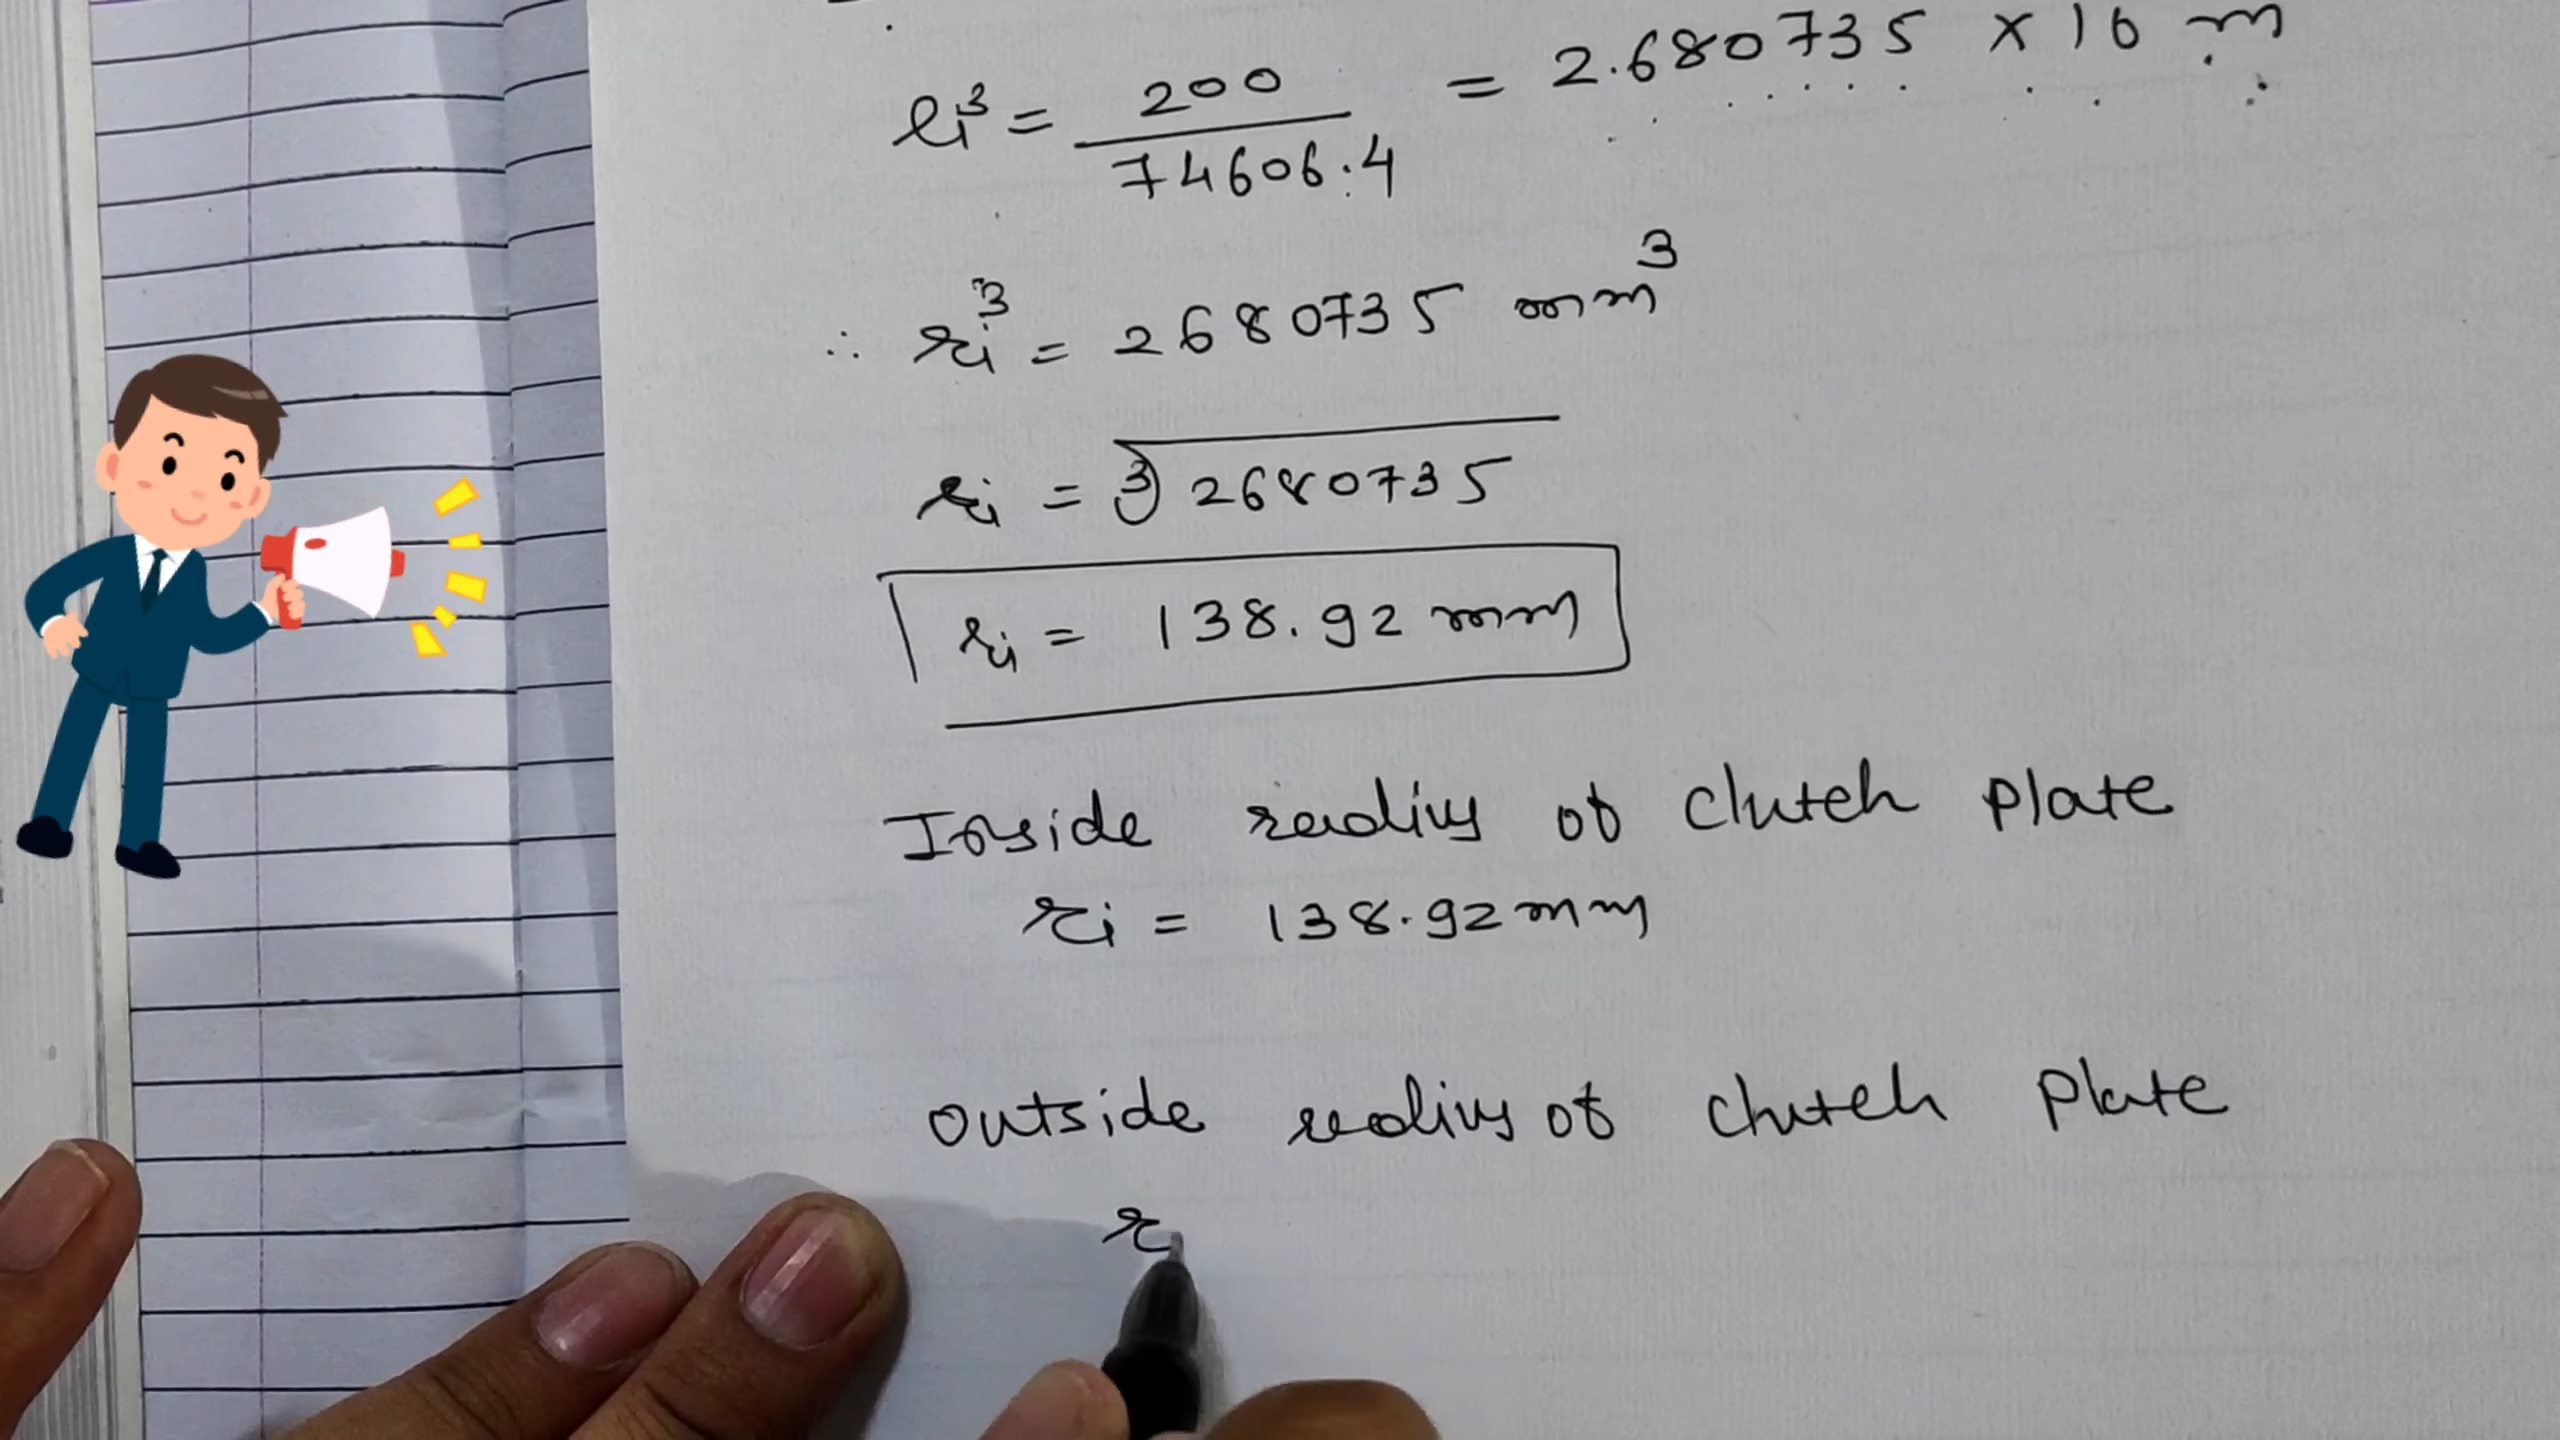 ri³ = 200 / 74606.4 = 2.680735 × 10 m
∴ ri³ = 2680735 mm³
ri = ∛2680735
ri = 138.92 mm
Inside radius of clutch plate
ri = 138.92 mm
outside radius of clutch plate
r